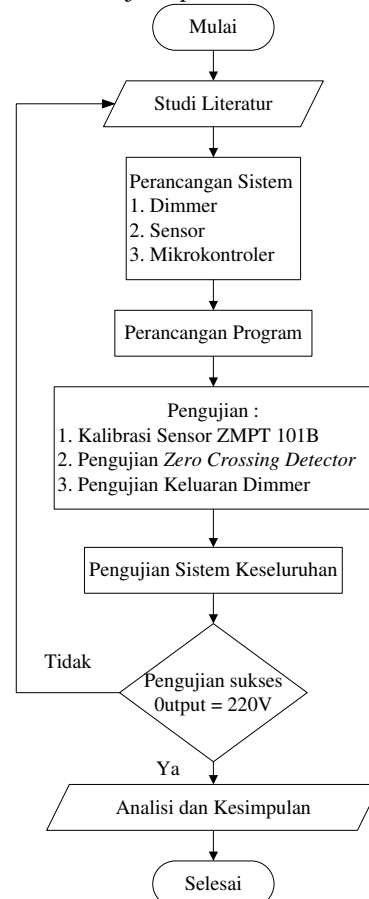 Mulai
Studi Literatur
Perancangan Sistem
1. Dimmer
2. Sensor
3. Mikrokontroler
Perancangan Program
Pengujian :
1. Kalibrasi Sensor ZMPT 101B
2. Pengujian Zero Crossing Detector
3. Pengujian Keluaran Dimmer
Pengujian Sistem Keseluruhan
Tidak
Pengujian sukses
0utput = 220V
Ya
Analisi dan Kesimpulan
Selesai